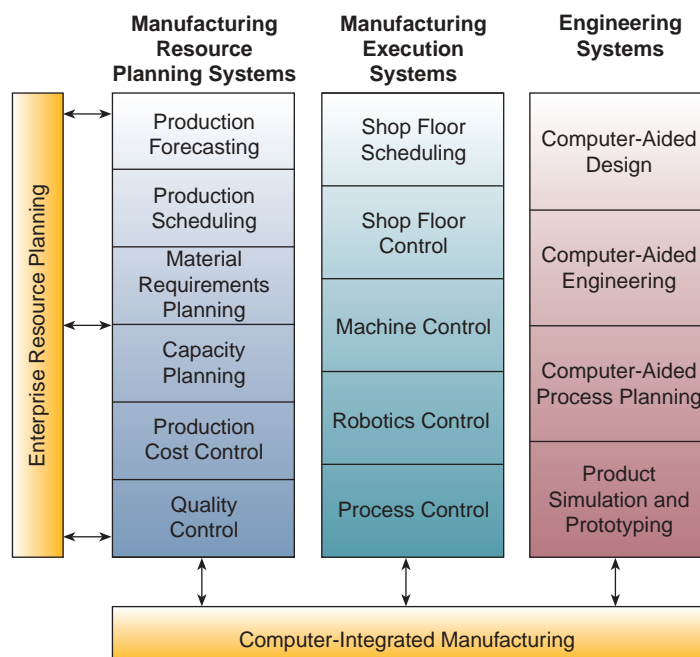 Manufacturing
Resource
Planning Systems
Manufacturing
Execution
Systems
Engineering
Systems
Enterprise Resource Planning
Production
Forecasting
Production
Scheduling
Material
Requirements
Planning
Capacity
Planning
Production
Cost Control
Quality
Control
Shop Floor
Scheduling
Shop Floor
Control
Machine Control
Robotics Control
Process Control
Computer-Aided
Design
Computer-Aided
Engineering
Computer-Aided
Process Planning
Product
Simulation and
Prototyping
Computer-Integrated Manufacturing